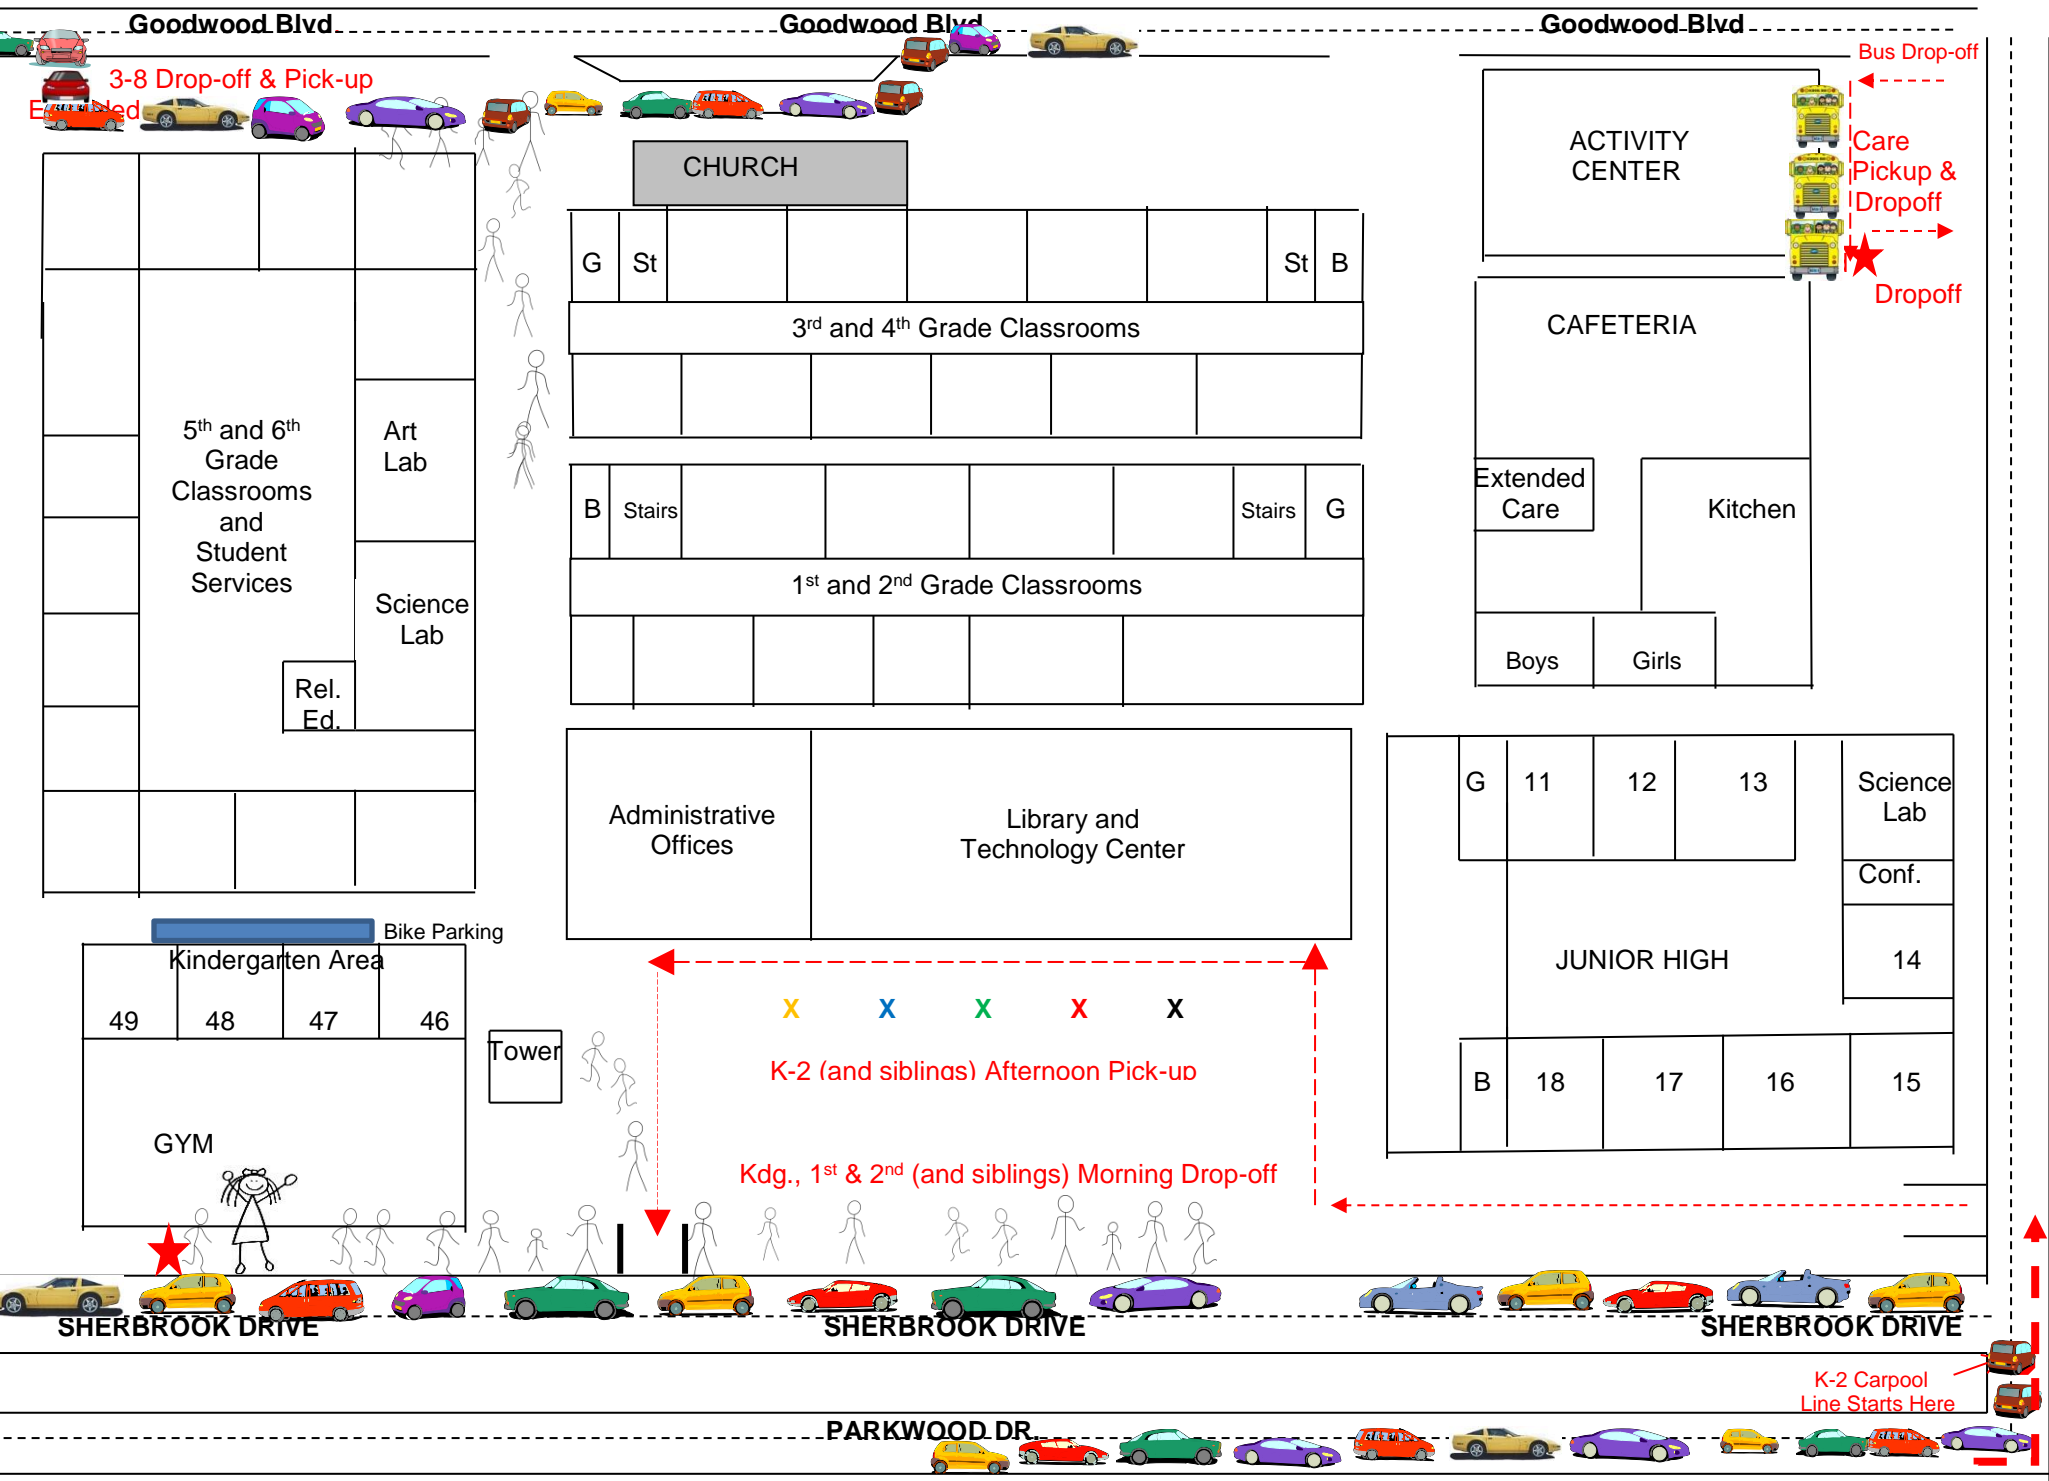 Goodwood Blvd.
Goodwood Blvd
Goodwood Blvd
Bus Drop-off
3-8 Drop-off & Pick-up
Care
Pickup &
Dropoff
Dropoff
ACTIVITY
CENTER
CHURCH
G
St
St
B
3rd and 4th Grade Classrooms
CAFETERIA
5th and 6th
Grade
Classrooms
and
Student
Services
Art
Lab
Science
Lab
Rel.
Ed.
B
Stairs
Stairs
G
1st and 2nd Grade Classrooms
Extended
Care
Kitchen
Boys
Girls
Administrative
Offices
Library and
Technology Center
G
11
12
13
Science
Lab
Conf.
JUNIOR HIGH
14
B
18
17
16
15
Bike Parking
Kindergarten Area
49
48
47
46
Tower
GYM
X X X X X
K-2 (and siblings) Afternoon Pick-up
Kdg., 1st & 2nd (and siblings) Morning Drop-off
SHERBROOK DRIVE
SHERBROOK DRIVE
SHERBROOK DRIVE
K-2 Carpool
Line Starts Here
PARKWOOD DR.